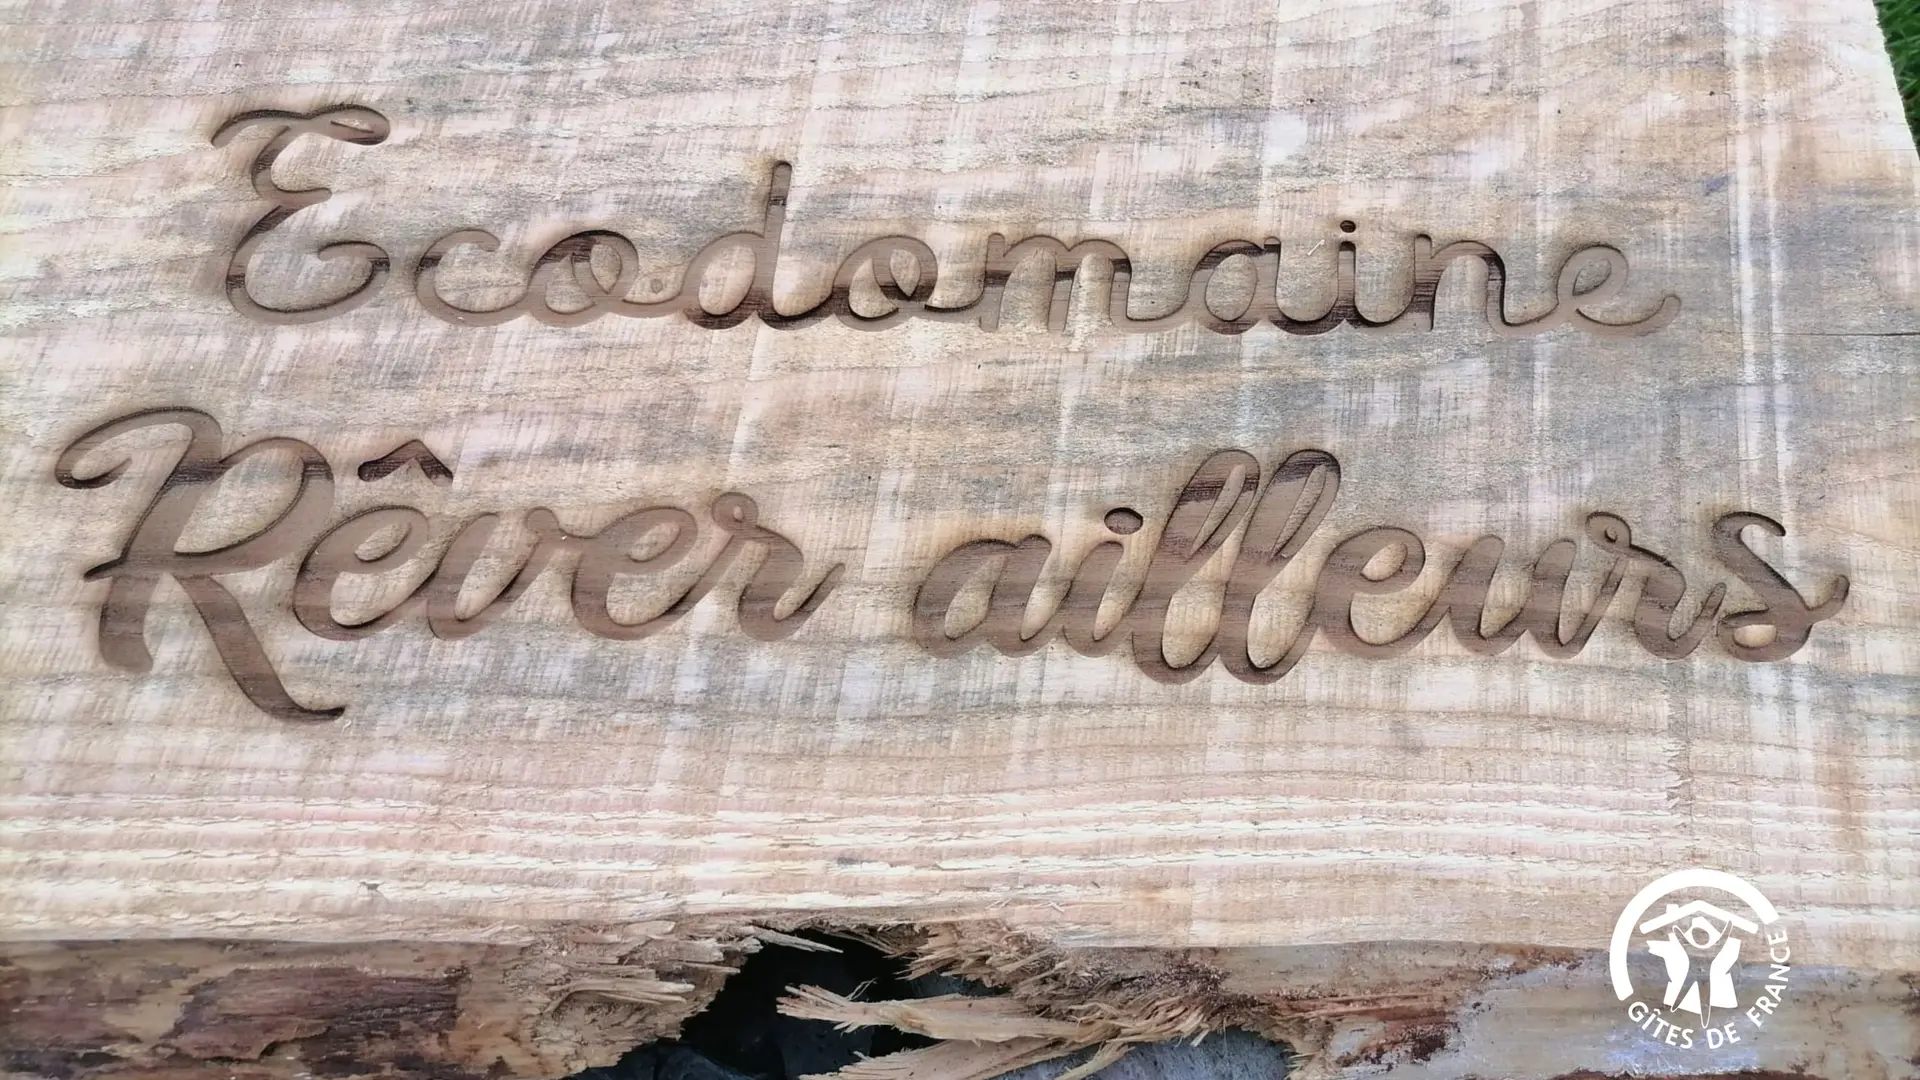 Ecodomaine
Rêver ailleurs
GÎTES DE FRANCE